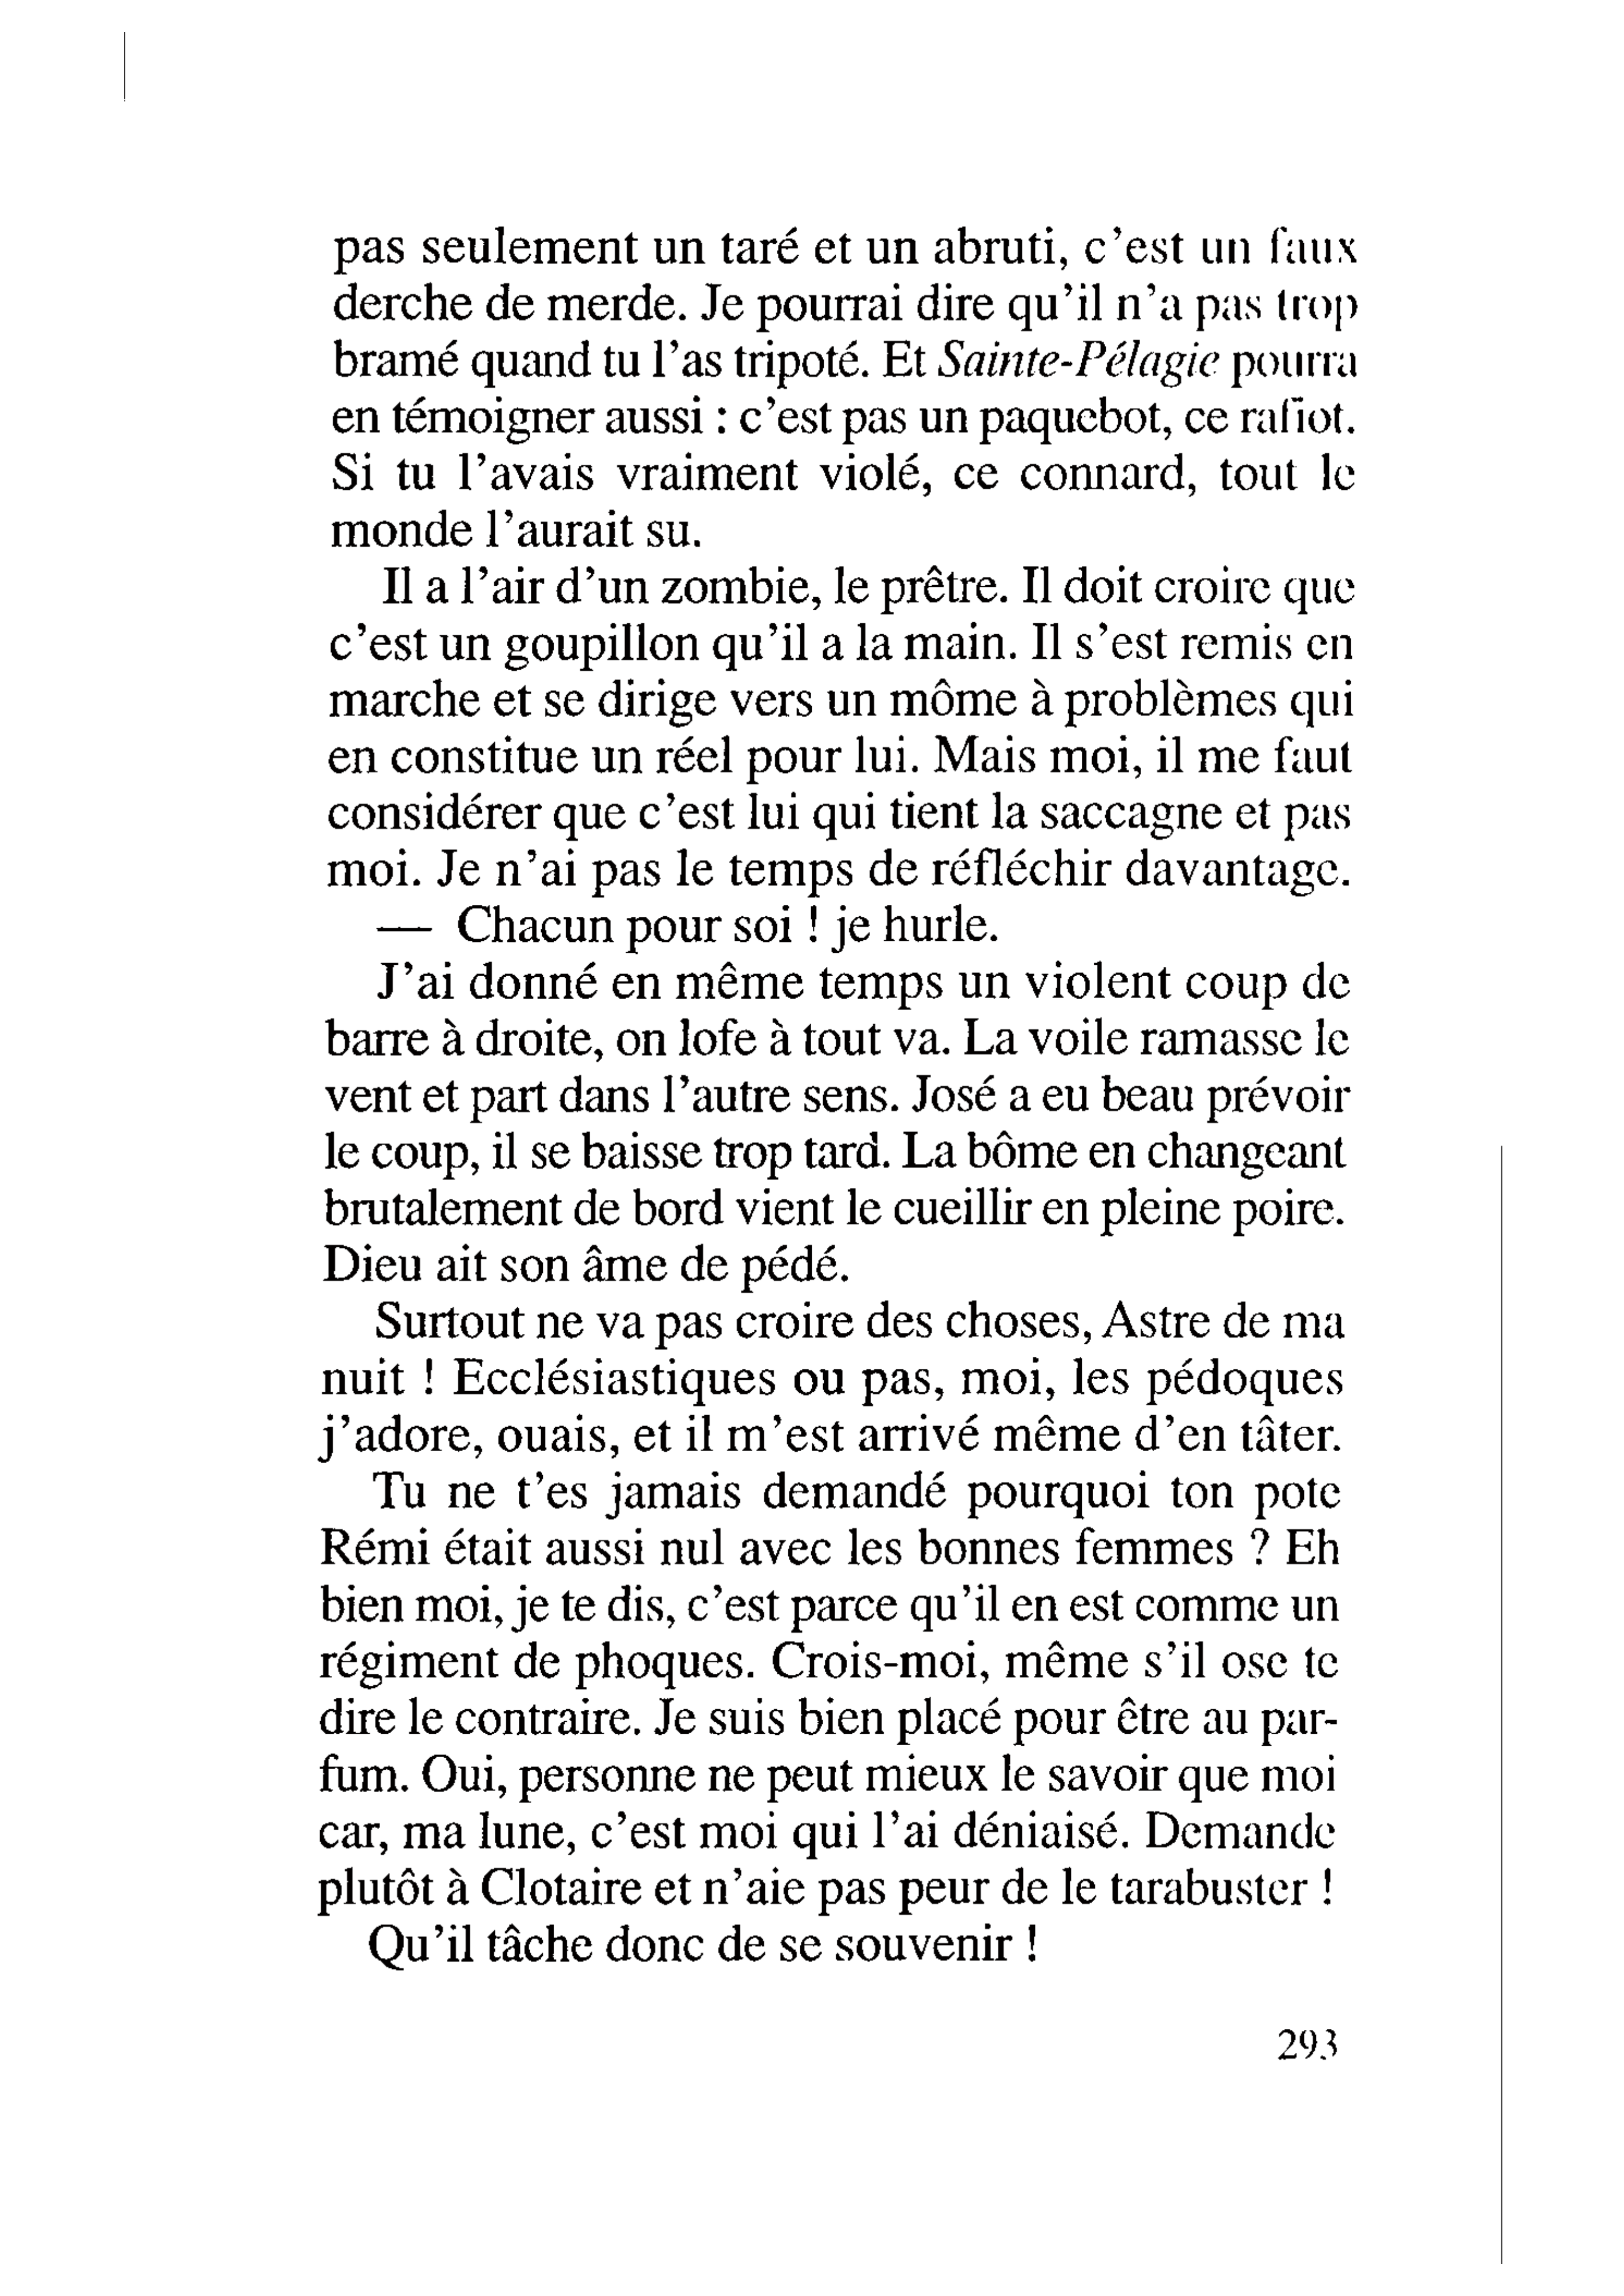 pas seulement un taré et un abruti, c'est un faux
derche de merde. Je pourrai dire qu'il n'a pas trop
bramé quand tu l'as tripoté. Et Sainte-Pélagie pourra
en témoigner aussi : c'est pas un paquebot, ce rafiot.
Si tu l'avais vraiment violé, ce connard, tout le
monde l'aurait su.
Il a l'air d'un zombie, le prêtre. Il doit croire que
c'est un goupillon qu'il a la main. Il s'est remis en
marche et se dirige vers un môme à problèmes qui
en constitue un réel pour lui. Mais moi, il me faut
considérer que c'est lui qui tient la saccagne et pas
moi. Je n'ai pas le temps de réfléchir davantage.
— Chacun pour soi ! je hurle.
J'ai donné en même temps un violent coup de
barre à droite, on lofe à tout va. La voile ramasse le
vent et part dans l'autre sens. José a eu beau prévoir
le coup, il se baisse trop tard. La bôme en changeant
brutalement de bord vient le cueillir en pleine poire.
Dieu ait son âme de pédé.
Surtout ne va pas croire des choses, Astre de ma
nuit ! Ecclésiastiques ou pas, moi, les pédoques
j'adore, ouais, et il m'est arrivé même d'en tâter.
Tu ne t'es jamais demandé pourquoi ton pote
Rémi était aussi nul avec les bonnes femmes ? Eh
bien moi, je te dis, c'est parce qu'il en est comme un
régiment de phoques. Crois-moi, même s'il ose te
dire le contraire. Je suis bien placé pour être au par-
fum. Oui, personne ne peut mieux le savoir que moi
car, ma lune, c'est moi qui l'ai déniaisé. Demande
plutôt à Clotaire et n'aie pas peur de le tarabuster !
Qu'il tâche donc de se souvenir !
293